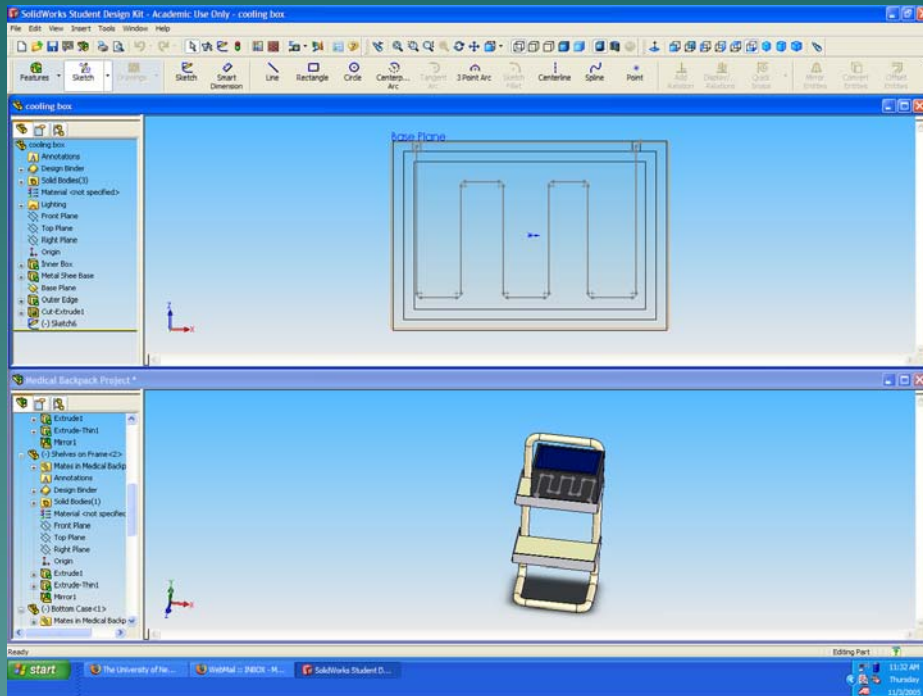 SolidWorks Student Design Kit - Academic Use Only - cooling box
File Edit View Insert Tools Window Help
Features Sketch Drawings Sketch Smart Dimension Line Rectangle Circle Centerp... Arc Tangent Arc 3 Point Arc Sketch Fillet Centerline Spline Point Add Relation Display/ Relations Quick Snaps Mirror Entities Convert Entities Offset Entities
cooling box
cooling box
Annotations
Design Binder
Solid Bodies(3)
Material <not specified>
Lighting
Front Plane
Top Plane
Right Plane
Origin
Inner Box
Metal Shee Base
Base Plane
Outer Edge
Cut-Extrude1
(-) Sketch6
Base Plane
Z
X
Medical Backpack Project *
Extrude1
Extrude-Thin1
Mirror1
(-) Shelves on Frame<2>
Mates in Medical Backp
Annotations
Design Binder
Solid Bodies(1)
Material <not specified
Front Plane
Top Plane
Right Plane
Origin
Extrude1
Extrude-Thin1
Mirror1
(-) Bottom Case<1>
Mates in Medical Backp
Y
X
Z
Ready
Editing Part
start
The University of Ne...
WebMail :: INBOX - M...
SolidWorks Student D...
11:32 AM
Thursday